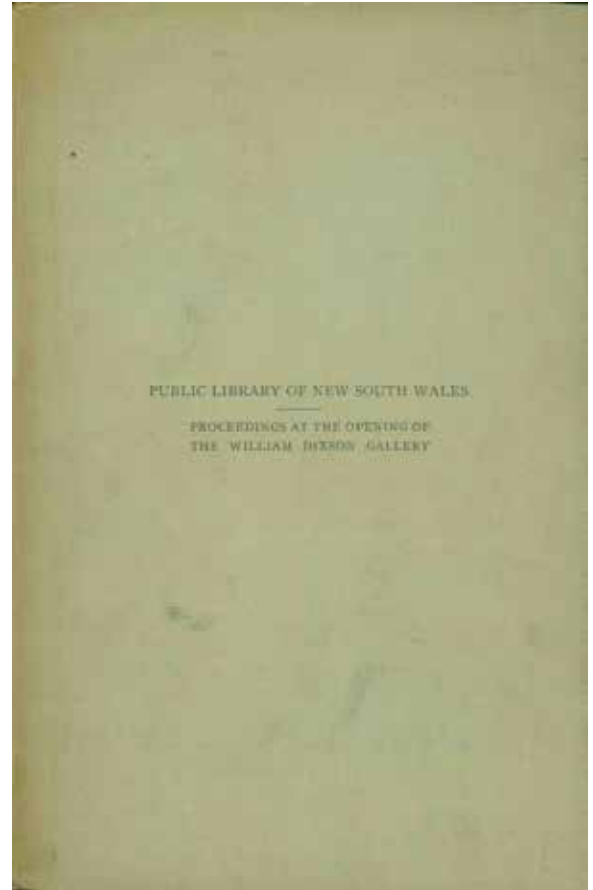 PUBLIC LIBRARY OF NEW SOUTH WALES
PROCEEDINGS AT THE OPENING OF
THE WILLIAM DIXSON GALLERY